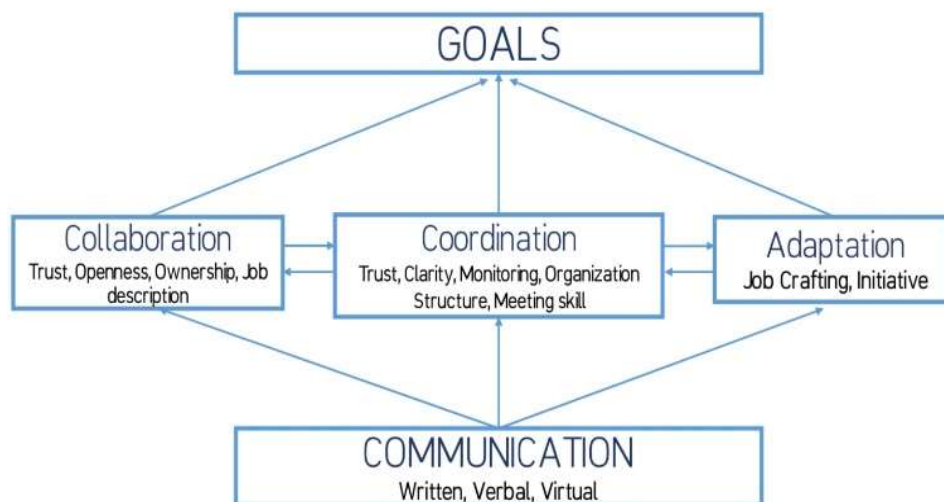 GOALS
Collaboration
Trust, Openness, Ownership, Job
description
Coordination
Trust, Clarity, Monitoring, Organization
Structure, Meeting skill
Adaptation
Job Crafting, Initiative
COMMUNICATION
Written, Verbal, Virtual